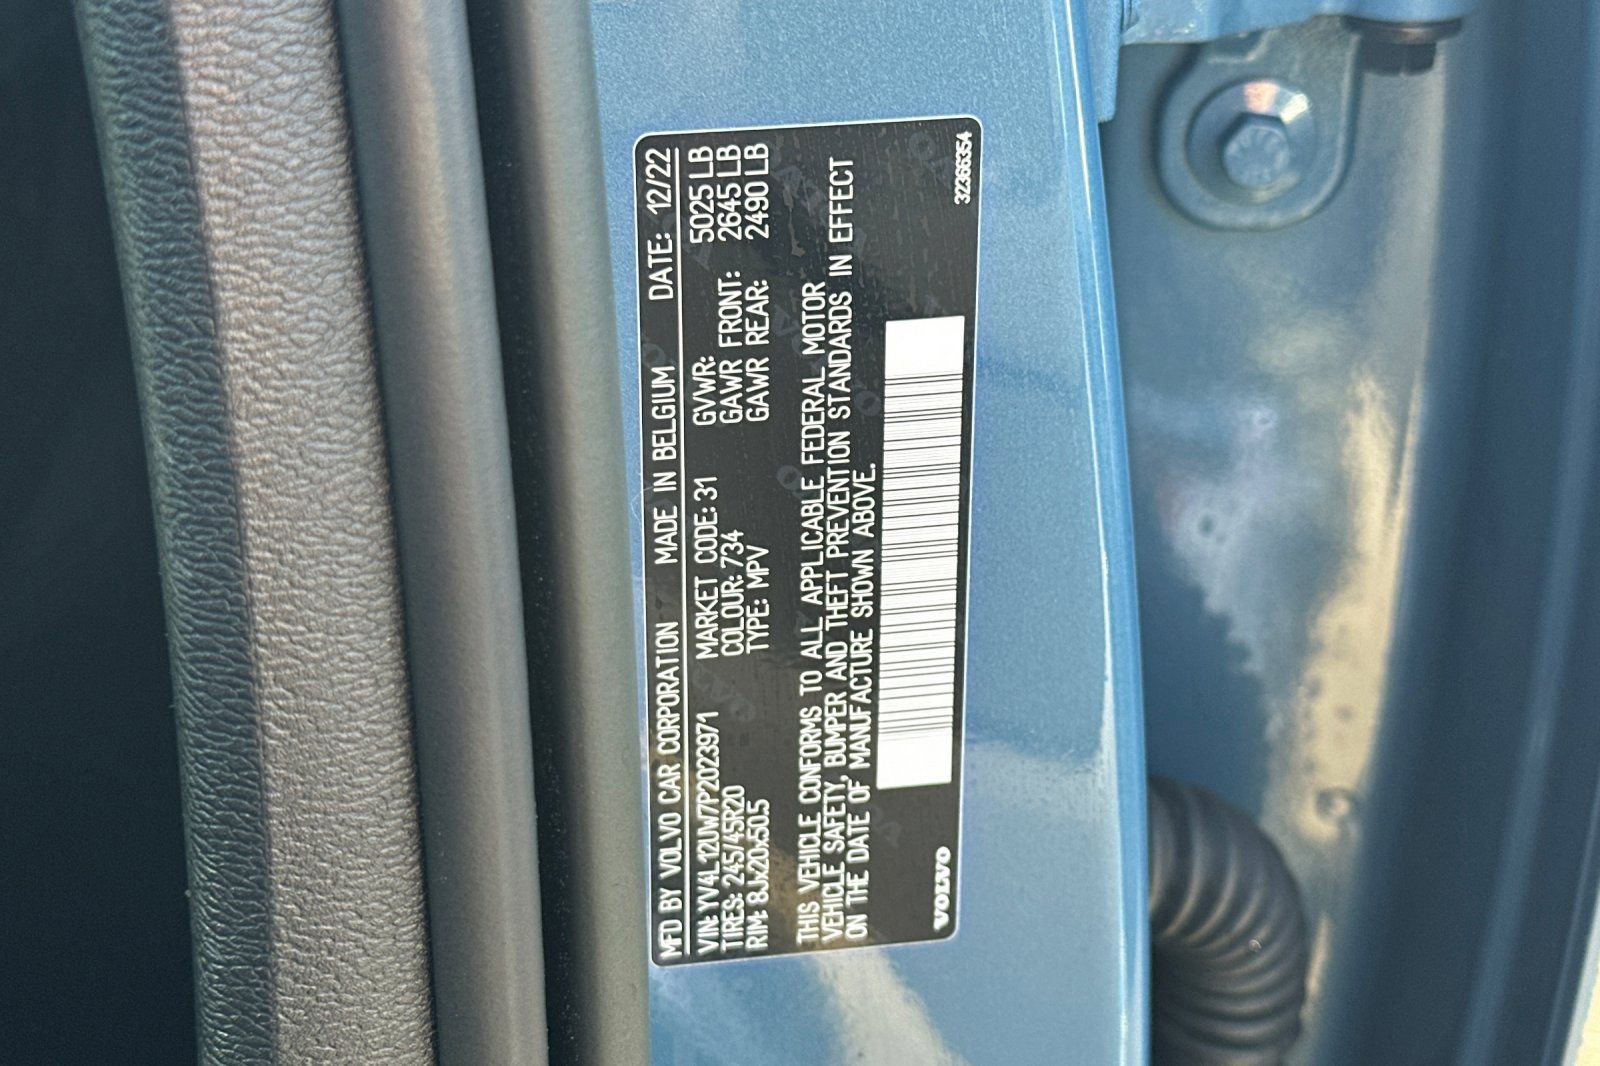 MFD BY VOLVO CAR CORPORATION MADE IN BELGIUM DATE: 12/22
VIN: YV4L12UW7P2023971 MARKET CODE: 31 GVWR: 5025 LB
TIRES: 245/45R20 COLOUR: 734 GAWR FRONT: 2645 LB
RIM: 8Jx20x50.5 TYPE: MPV GAWR REAR: 2490 LB
THIS VEHICLE CONFORMS TO ALL APPLICABLE FEDERAL MOTOR
VEHICLE SAFETY, BUMPER AND THEFT PREVENTION STANDARDS IN EFFECT
ON THE DATE OF MANUFACTURE SHOWN ABOVE.
VOLVO
32366354